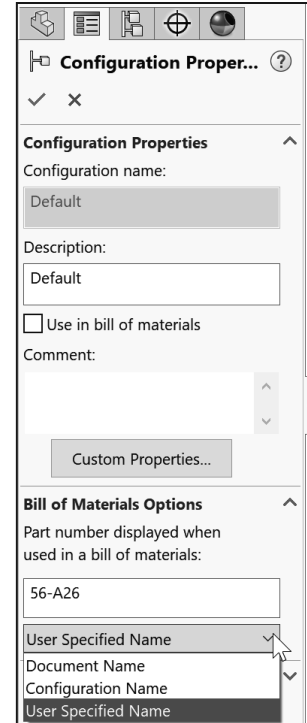 Configuration Proper... ?
Configuration Properties
Configuration name:
Default
Description:
Default
Use in bill of materials
Comment:
Custom Properties...
Bill of Materials Options
Part number displayed when
used in a bill of materials:
56-A26
User Specified Name
Document Name
Configuration Name
User Specified Name